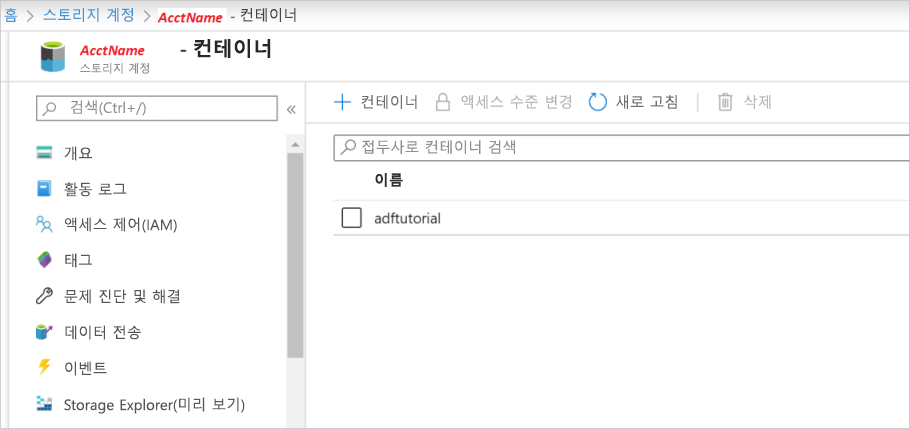 홈 > 스토리지 계정 > AcctName - 컨테이너
AcctName - 컨테이너
스토리지 계정
검색(Ctrl+/) «
개요
활동 로그
액세스 제어(IAM)
태그
문제 진단 및 해결
데이터 전송
이벤트
Storage Explorer(미리 보기)
+ 컨테이너 액세스 수준 변경 새로 고침 삭제
접두사로 컨테이너 검색
이름
adftutorial